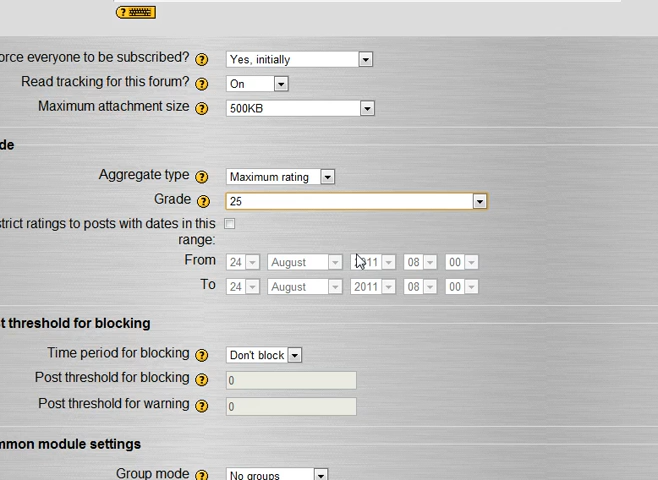 orce everyone to be subscribed? Yes, initially
Read tracking for this forum? On
Maximum attachment size 500KB
de
Aggregate type Maximum rating
Grade 25
strict ratings to posts with dates in this
range:
From 24 August 2011 08 00
To 24 August 2011 08 00
t threshold for blocking
Time period for blocking Don't block
Post threshold for blocking 0
Post threshold for warning 0
mmon module settings
Group mode No groups